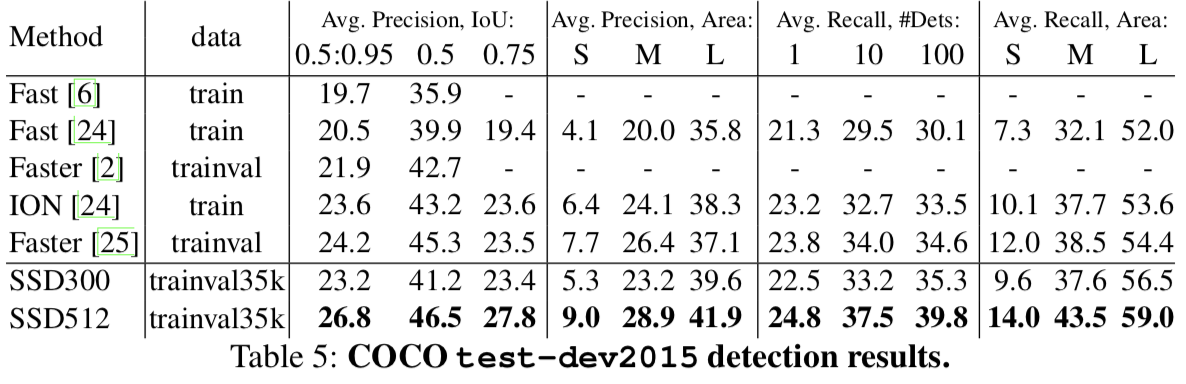 Method data Avg. Precision, IoU: Avg. Precision, Area: Avg. Recall, #Dets: Avg. Recall, Area:
0.5:0.95 0.5 0.75 S M L 1 10 100 S M L
Fast [6] train 19.7 35.9 - - - - - - - - - -
Fast [24] train 20.5 39.9 19.4 4.1 20.0 35.8 21.3 29.5 30.1 7.3 32.1 52.0
Faster [2] trainval 21.9 42.7 - - - - - - - - - -
ION [24] train 23.6 43.2 23.6 6.4 24.1 38.3 23.2 32.7 33.5 10.1 37.7 53.6
Faster [25] trainval 24.2 45.3 23.5 7.7 26.4 37.1 23.8 34.0 34.6 12.0 38.5 54.4
SSD300 trainval35k 23.2 41.2 23.4 5.3 23.2 39.6 22.5 33.2 35.3 9.6 37.6 56.5
SSD512 trainval35k 26.8 46.5 27.8 9.0 28.9 41.9 24.8 37.5 39.8 14.0 43.5 59.0
Table 5: COCO test-dev2015 detection results.